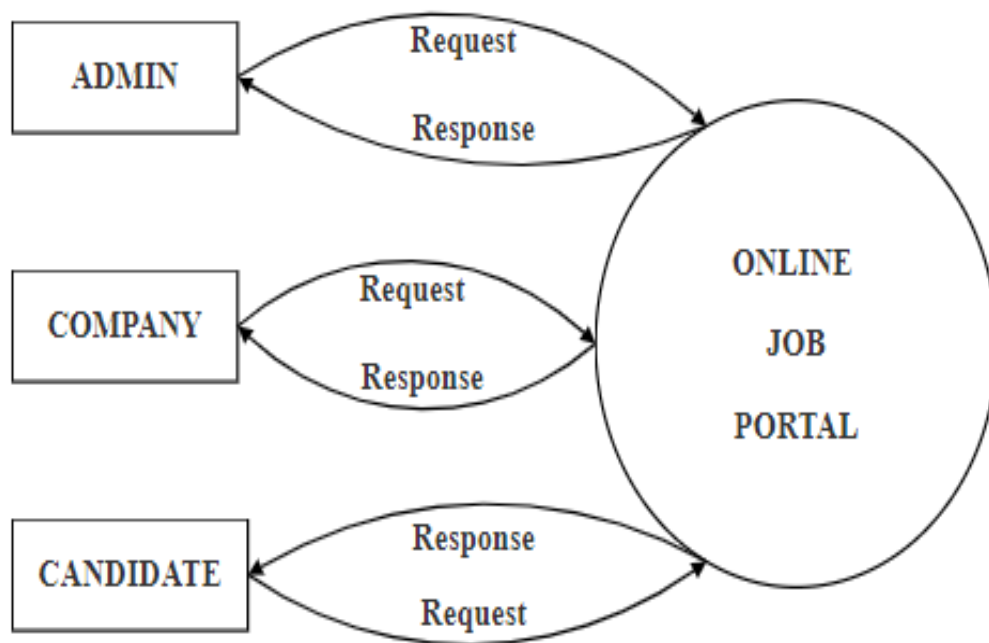 Request
ADMIN
Response
ONLINE
Request
COMPANY
JOB
Response
PORTAL
Response
CANDIDATE
Request